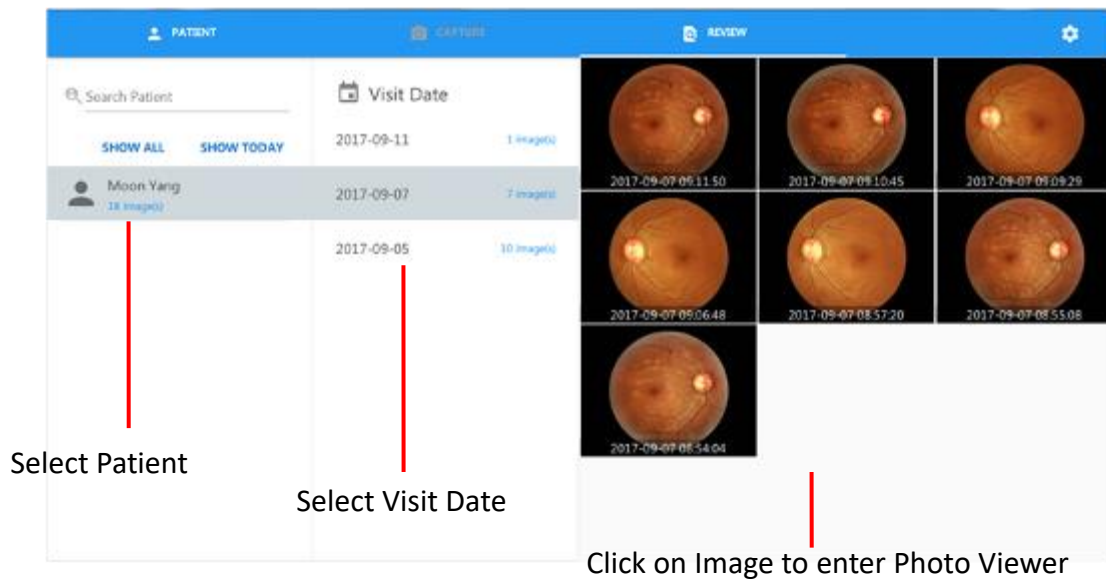 PATIENT
CAPTURE
REVIEW
Search Patient
SHOW ALL SHOW TODAY
Moon Yang
18 image(s)
Visit Date
2017-09-11 1 image(s)
2017-09-07 7 image(s)
2017-09-05 10 image(s)
2017-09-07 09:11:50
2017-09-07 09:10:45
2017-09-07 09:09:29
2017-09-07 09:06:48
2017-09-07 08:57:20
2017-09-07 08:55:08
2017-09-07 08:54:04
Select Patient
Select Visit Date
Click on Image to enter Photo Viewer